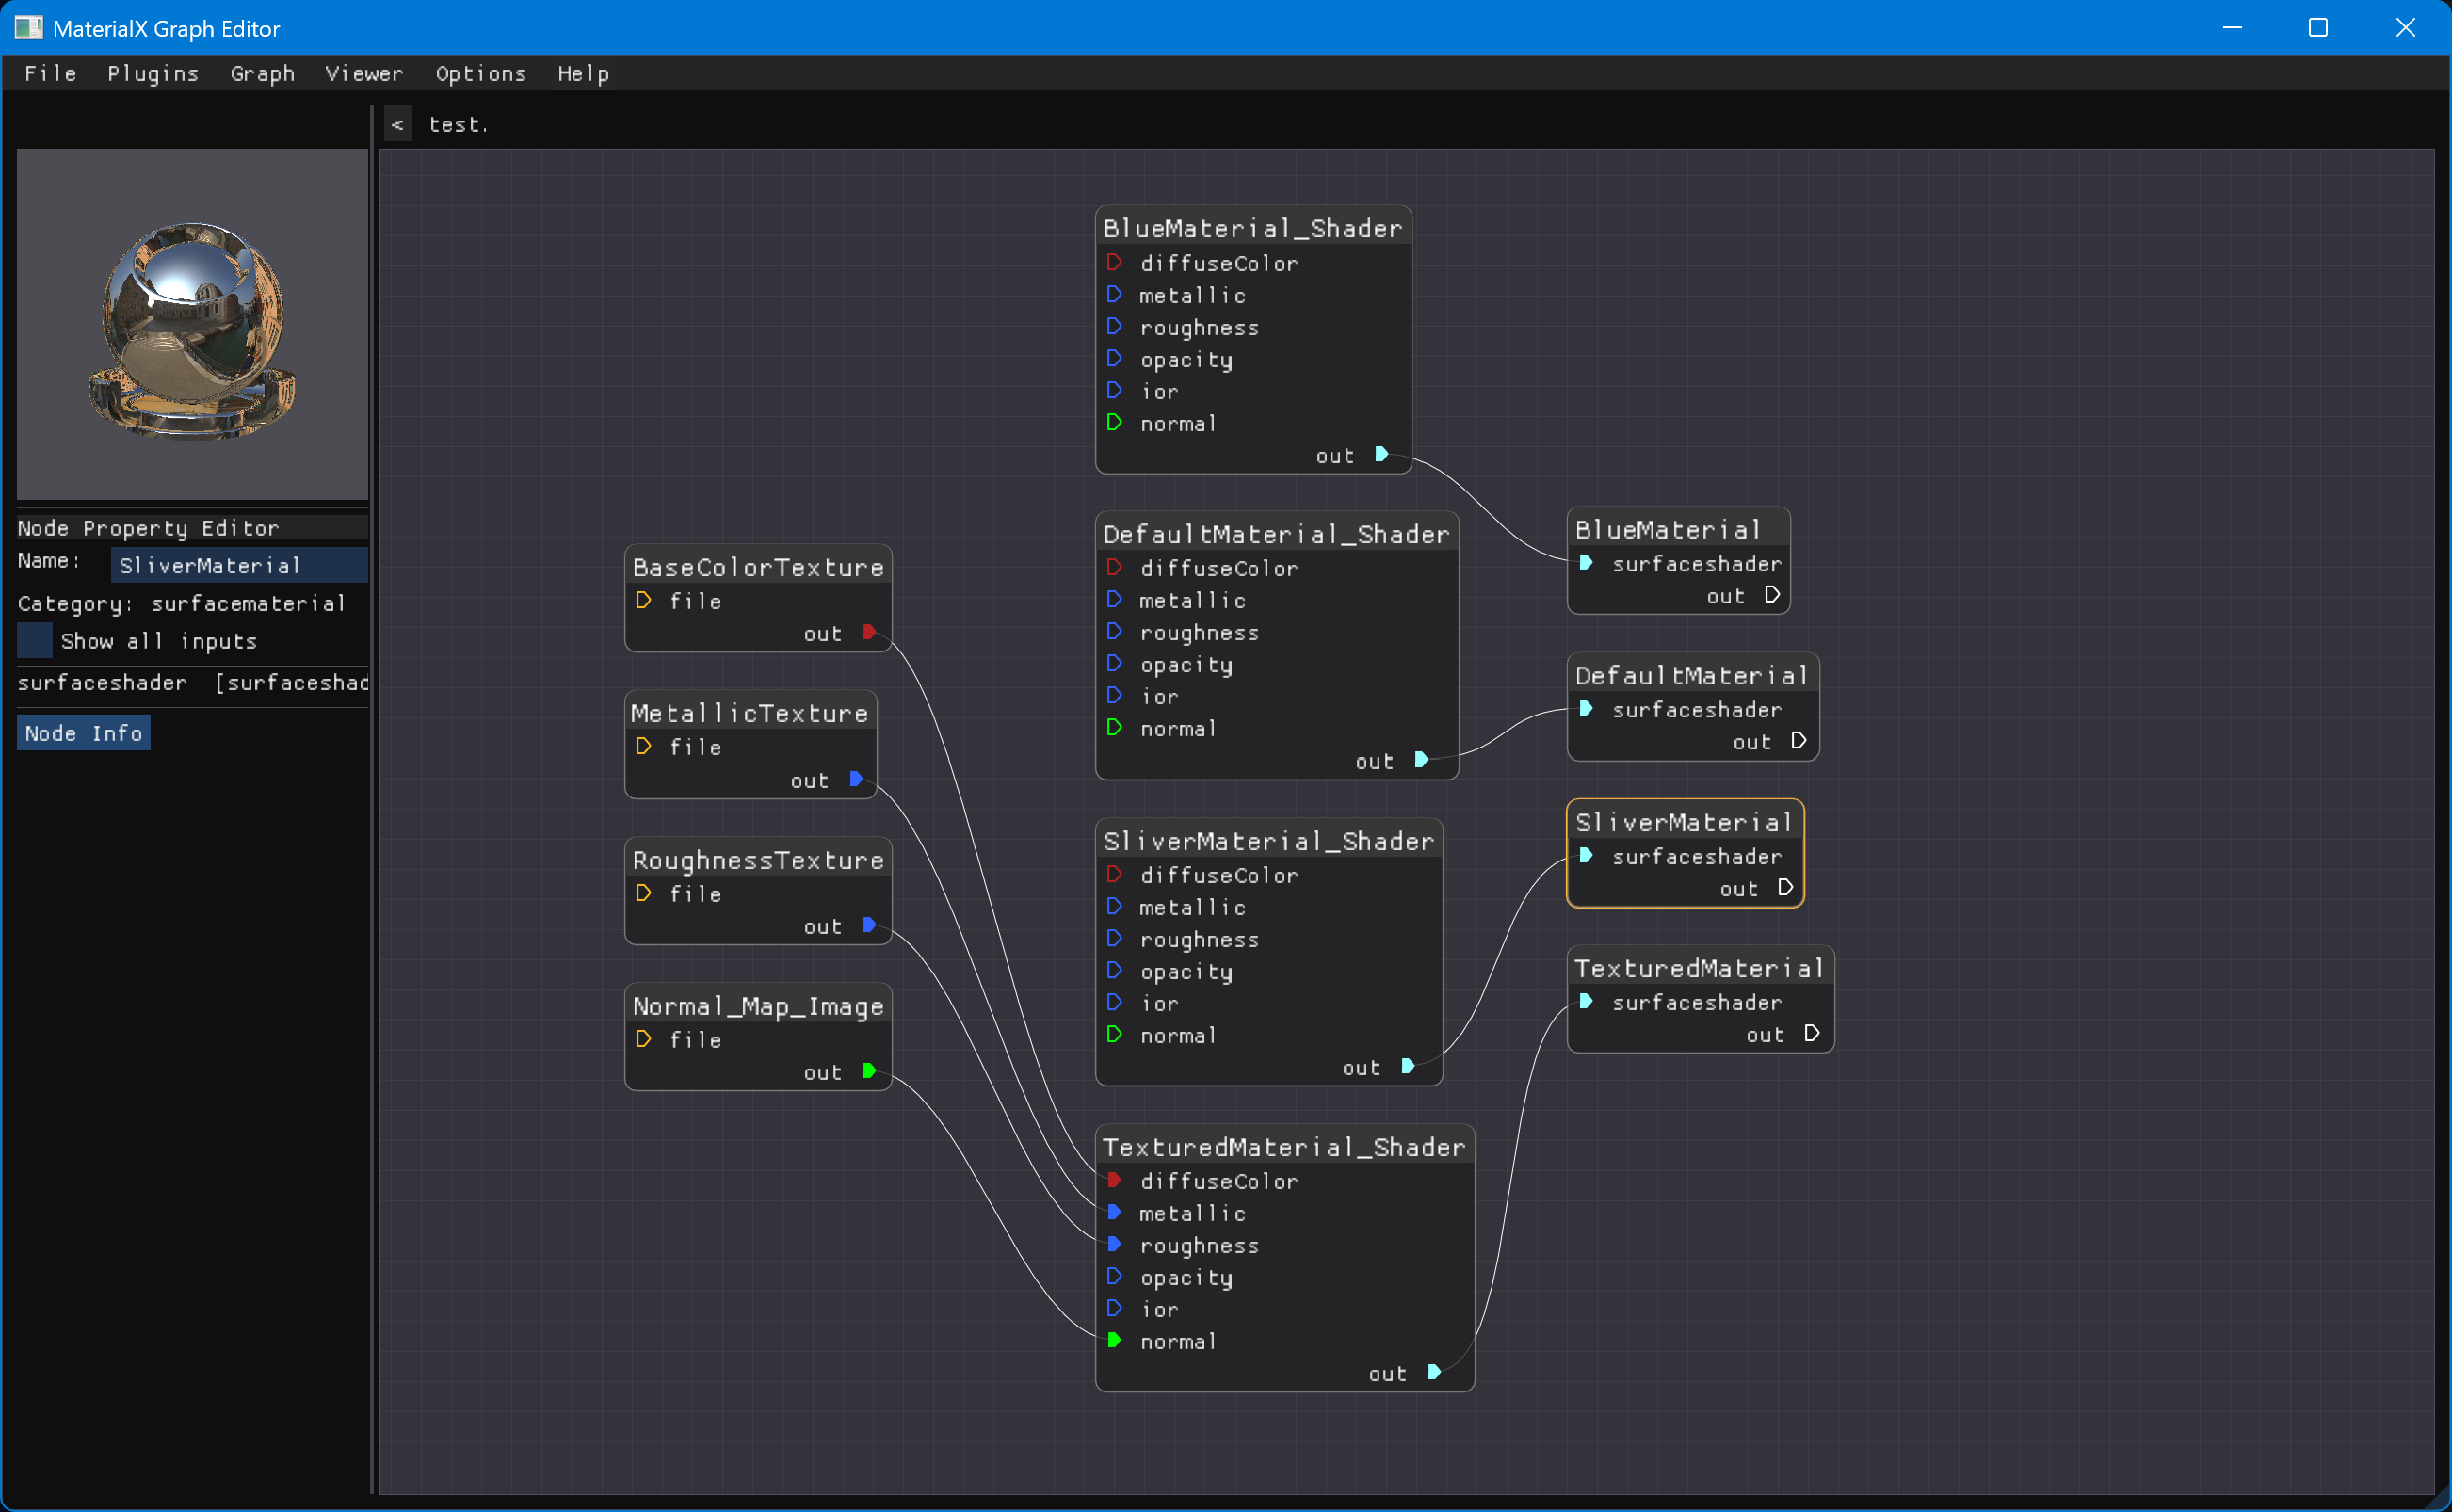 MaterialX Graph Editor
File Plugins Graph Viewer Options Help
< test.
Node Property Editor
Name: SliverMaterial
Category: surfacematerial
Show all inputs
surfaceshader [surfaceshad
Node Info
BaseColorTexture
file
out
MetallicTexture
file
out
RoughnessTexture
file
out
Normal_Map_Image
file
out
BlueMaterial_Shader
diffuseColor
metallic
roughness
opacity
ior
normal
out
DefaultMaterial_Shader
diffuseColor
metallic
roughness
opacity
ior
normal
out
SliverMaterial_Shader
diffuseColor
metallic
roughness
opacity
ior
normal
out
TexturedMaterial_Shader
diffuseColor
metallic
roughness
opacity
ior
normal
out
BlueMaterial
surfaceshader
out
DefaultMaterial
surfaceshader
out
SliverMaterial
surfaceshader
out
TexturedMaterial
surfaceshader
out